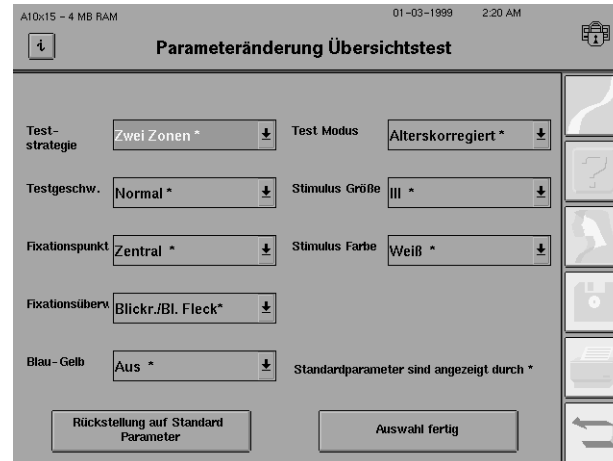 A10x15 – 4 MB RAM 01–03–1999 2:20 AM
i Parameteränderung Übersichtstest
Test-
strategie
Zwei Zonen *
Test Modus
Alterskorregiert *
Testgeschw.
Normal *
Stimulus Größe
III *
Fixationspunkt
Zentral *
Stimulus Farbe
Weiß *
Fixationsüberw
Blickr./Bl. Fleck*
Blau-Gelb
Aus *
Standardparameter sind angezeigt durch *
Rückstellung auf Standard
Parameter
Auswahl fertig
?